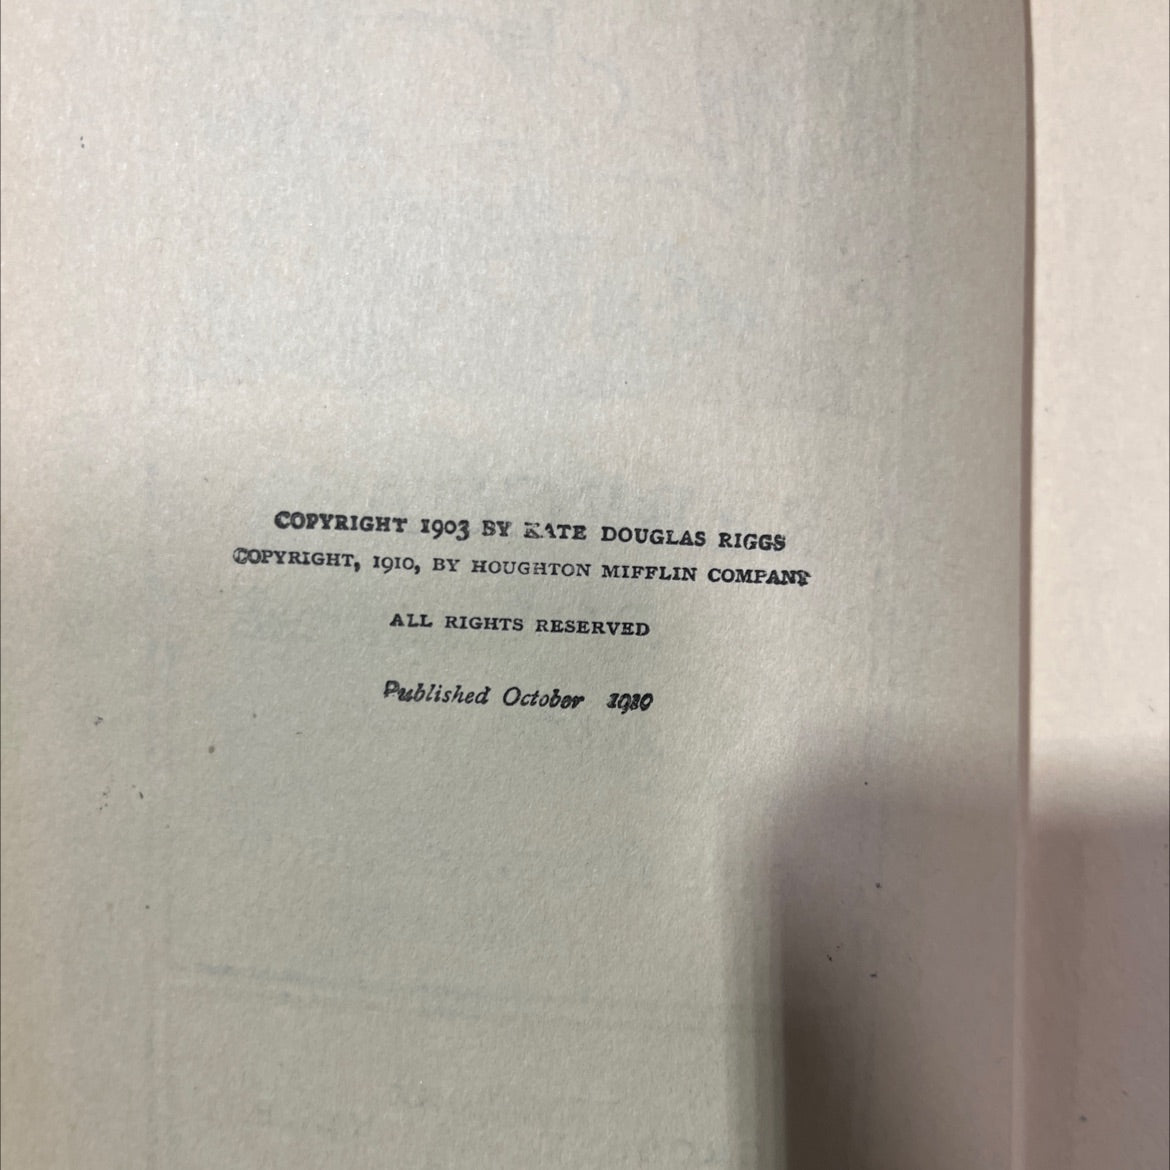 COPYRIGHT 1903 BY KATE DOUGLAS RIGGS
COPYRIGHT, 1910, BY HOUGHTON MIFFLIN COMPANY
ALL RIGHTS RESERVED
Published October 1910